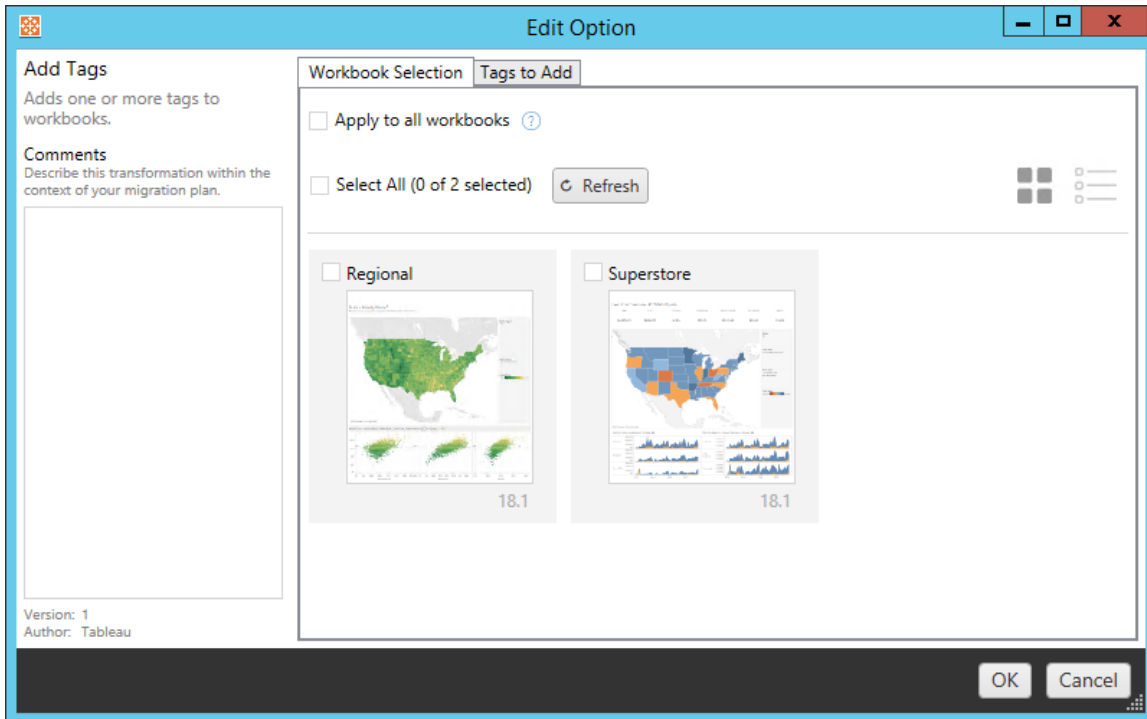 Edit Option
Add Tags
Adds one or more tags to
workbooks.
Comments
Describe this transformation within the
context of your migration plan.
Version: 1
Author: Tableau
Workbook Selection
Tags to Add
Apply to all workbooks ?
Select All (0 of 2 selected)
Refresh
Regional
18.1
Superstore
18.1
OK
Cancel